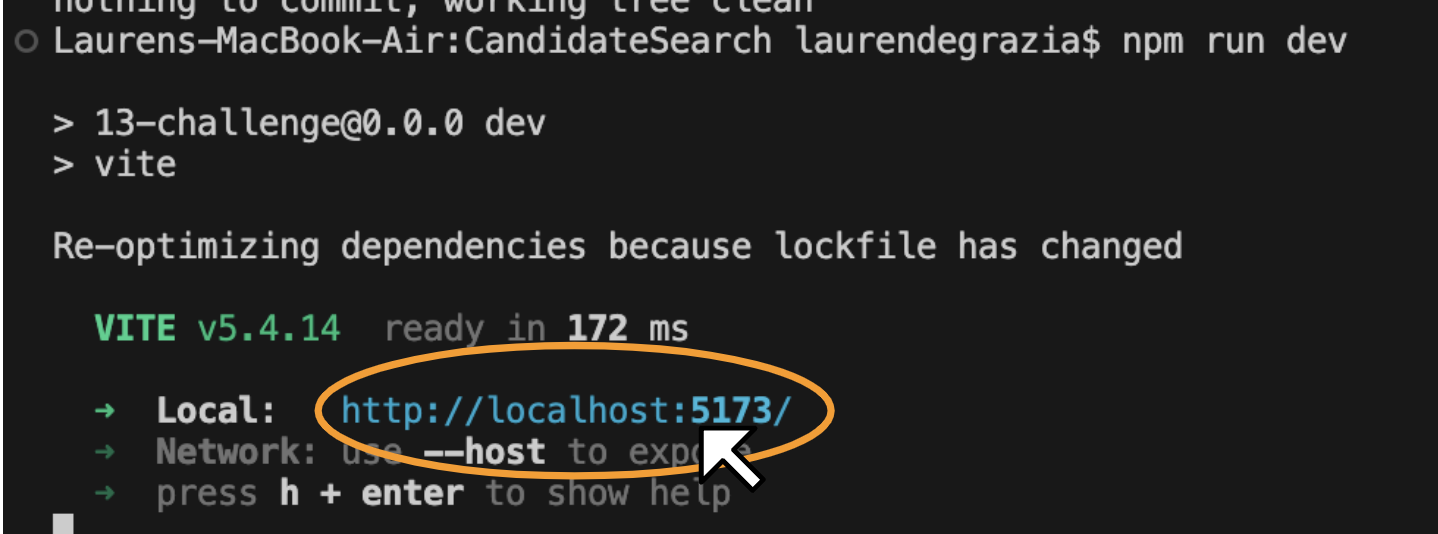 nothing to commit, working tree clean
Laurens-MacBook-Air:CandidateSearch laurendegrazia$ npm run dev
> 13-challenge@0.0.0 dev
> vite
Re-optimizing dependencies because lockfile has changed
VITE v5.4.14 ready in 172 ms
➜ Local: http://localhost:5173/
➜ Network: use --host to expose
➜ press h + enter to show help